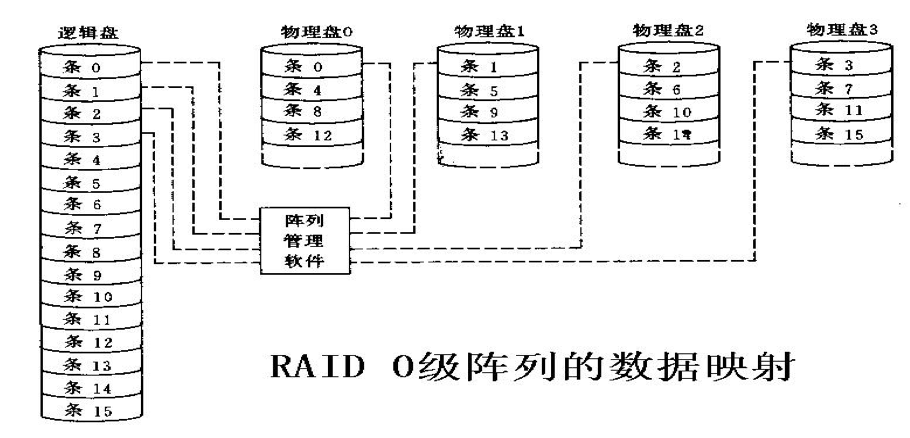 逻辑盘
条 0
条 1
条 2
条 3
条 4
条 5
条 6
条 7
条 8
条 9
条 10
条 11
条 12
条 13
条 14
条 15
物理盘0
条 0
条 4
条 8
条 12
物理盘1
条 1
条 5
条 9
条 13
物理盘2
条 2
条 6
条 10
条
物理盘3
条 3
条 7
条 11
条 15
阵列
管理
软件
RAID 0级阵列的数据映射